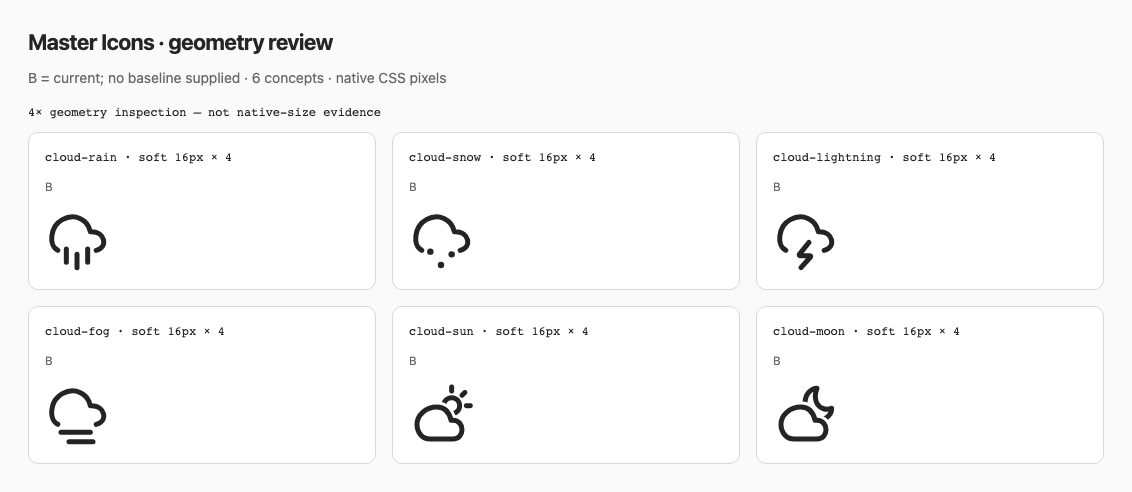 Master Icons · geometry review
B = current; no baseline supplied · 6 concepts · native CSS pixels
4× geometry inspection — not native-size evidence
cloud-rain · soft 16px × 4
B
cloud-snow · soft 16px × 4
B
cloud-lightning · soft 16px × 4
B
cloud-fog · soft 16px × 4
B
cloud-sun · soft 16px × 4
B
cloud-moon · soft 16px × 4
B